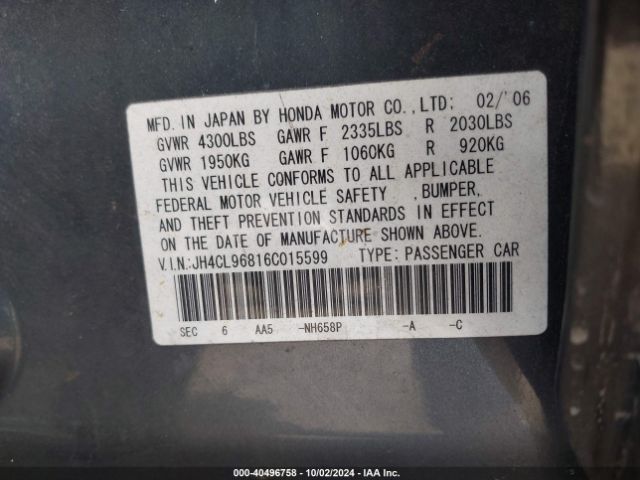 MFD. IN JAPAN BY HONDA MOTOR CO.,LTD: 02/'06
GVWR 4300LBS GAWR F 2335LBS R 2030LBS
GVWR 1950KG GAWR F 1060KG R 920KG
THIS VEHICLE CONFORMS TO ALL APPLICABLE
FEDERAL MOTOR VEHICLE SAFETY ,BUMPER,
AND THEFT PREVENTION STANDARDS IN EFFECT
ON THE DATE OF MANUFACTURE SHOWN ABOVE.
V.I.N:JH4CL96816C015599 TYPE: PASSENGER CAR
SEC 6 AA5 -NH658P -A -C
000 - 40496758 - 10/02/2024 - IAA Inc.